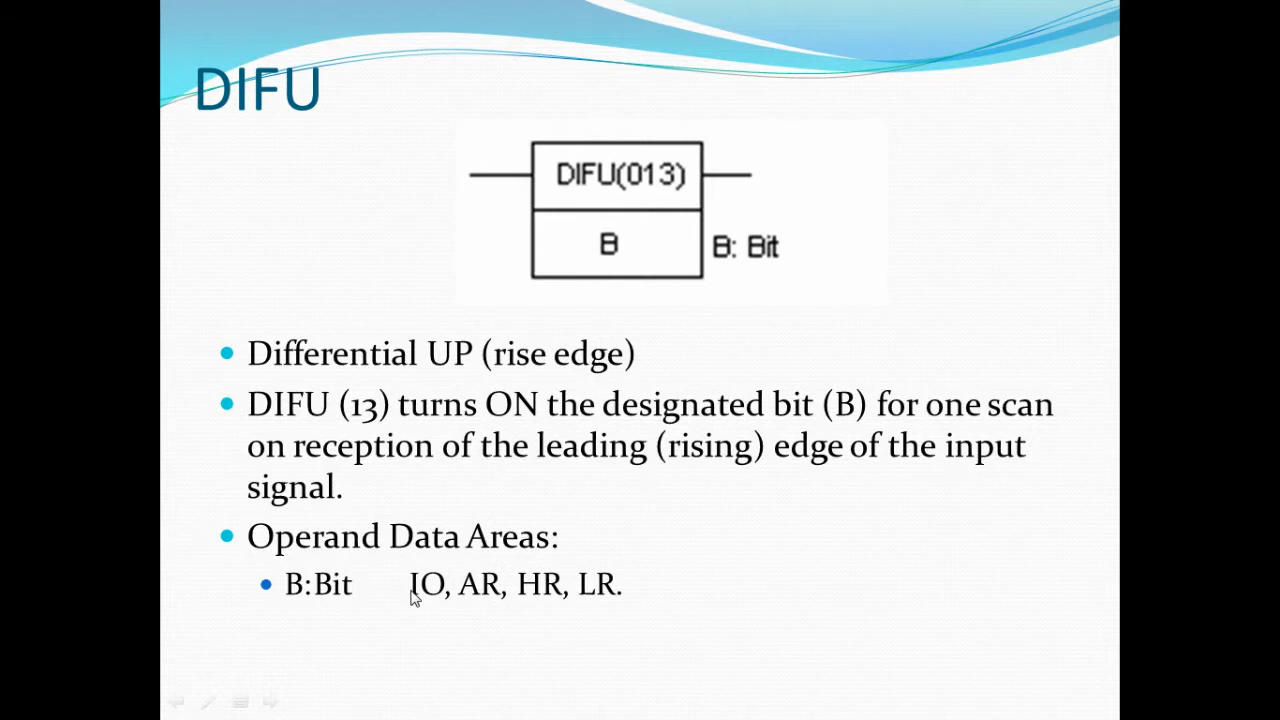 DIFU
DIFU(013)
B
B: Bit
• Differential UP (rise edge)
• DIFU (13) turns ON the designated bit (B) for one scan
on reception of the leading (rising) edge of the input
signal.
• Operand Data Areas:
• B:Bit IO, AR, HR, LR.